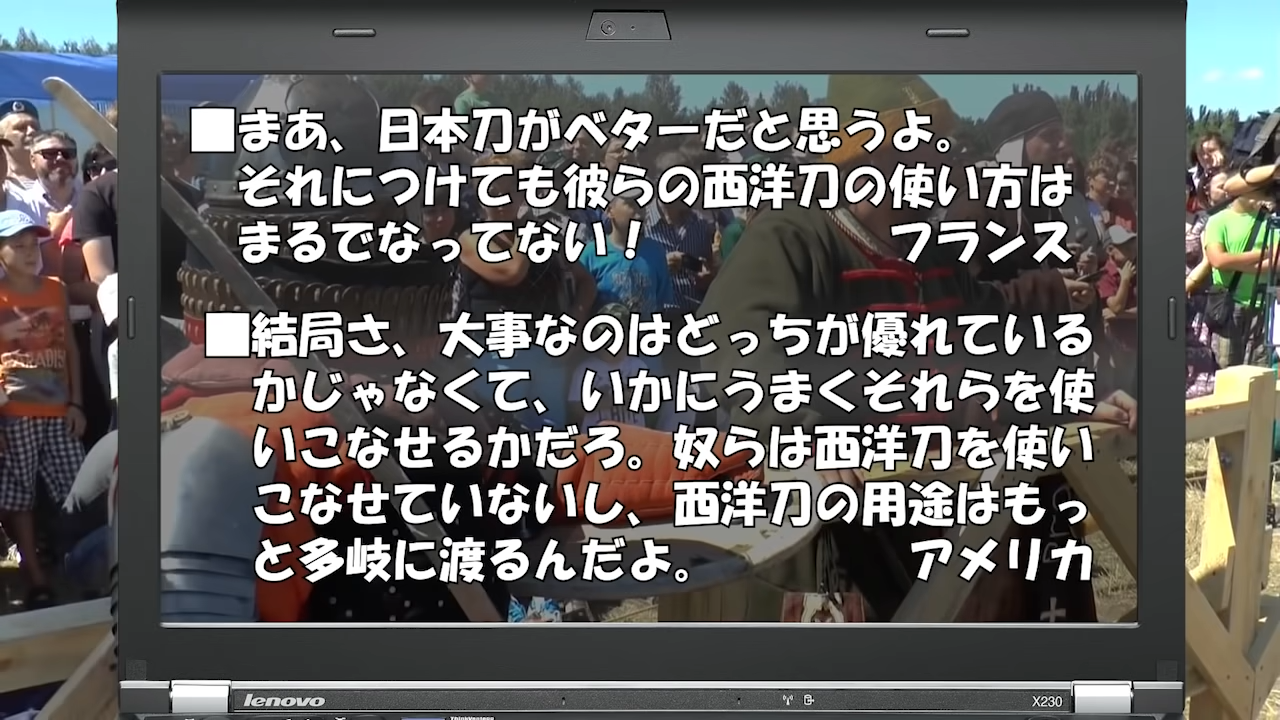 ■まあ、日本刀がベターだと思うよ。
それにつけても彼らの西洋刀の使い方は
まるでなってない！ フランス
■結局さ、大事なのはどっちが優れている
かじゃなくて、いかにうまくそれらを使
いこなせるかだろ。奴らは西洋刀を使い
こなせていないし、西洋刀の用途はもっ
と多岐に渡るんだよ。 アメリカ
lenovo
X230